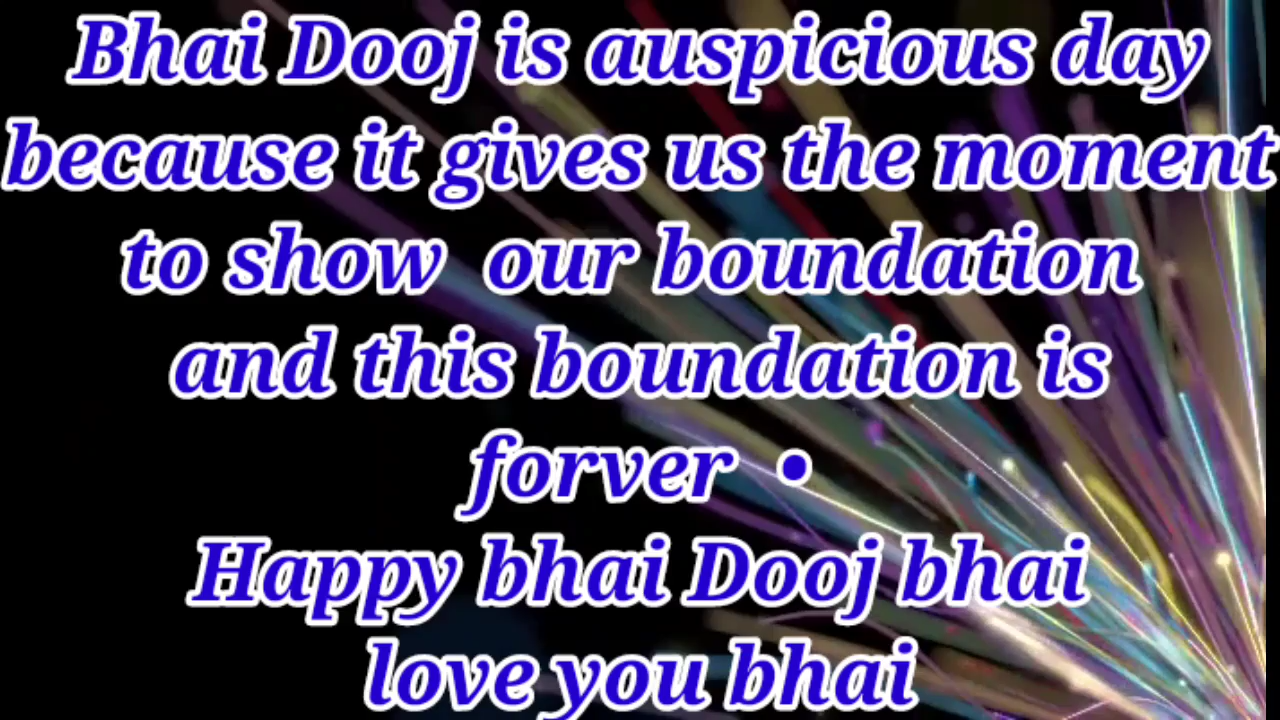 Bhai Dooj is auspicious day
because it gives us the moment
to show our boundation
and this boundation is
forver •
Happy bhai Dooj bhai
love you bhai